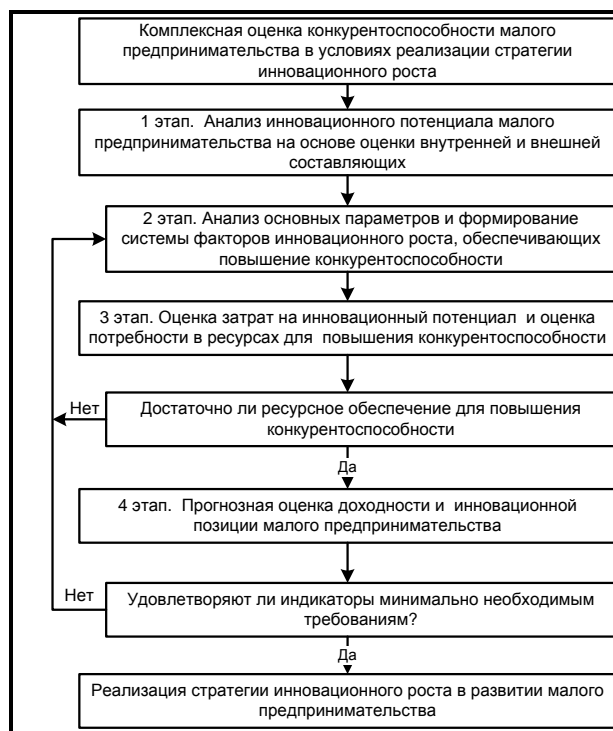 Комплексная оценка конкурентоспособности малого
предпринимательства в условиях реализации стратегии
инновационного роста
1 этап. Анализ инновационного потенциала малого
предпринимательства на основе оценки внутренней и внешней
составляющих
2 этап. Анализ основных параметров и формирование
системы факторов инновационного роста, обеспечивающих
повышение конкурентоспособности
3 этап. Оценка затрат на инновационный потенциал и оценка
потребности в ресурсах для повышения конкурентоспособности
Нет
Достаточно ли ресурсное обеспечение для повышения
конкурентоспособности
Да
4 этап. Прогнозная оценка доходности и инновационной
позиции малого предпринимательства
Нет
Удовлетворяют ли индикаторы минимально необходимым
требованиям?
Да
Реализация стратегии инновационного роста в развитии малого
предпринимательства